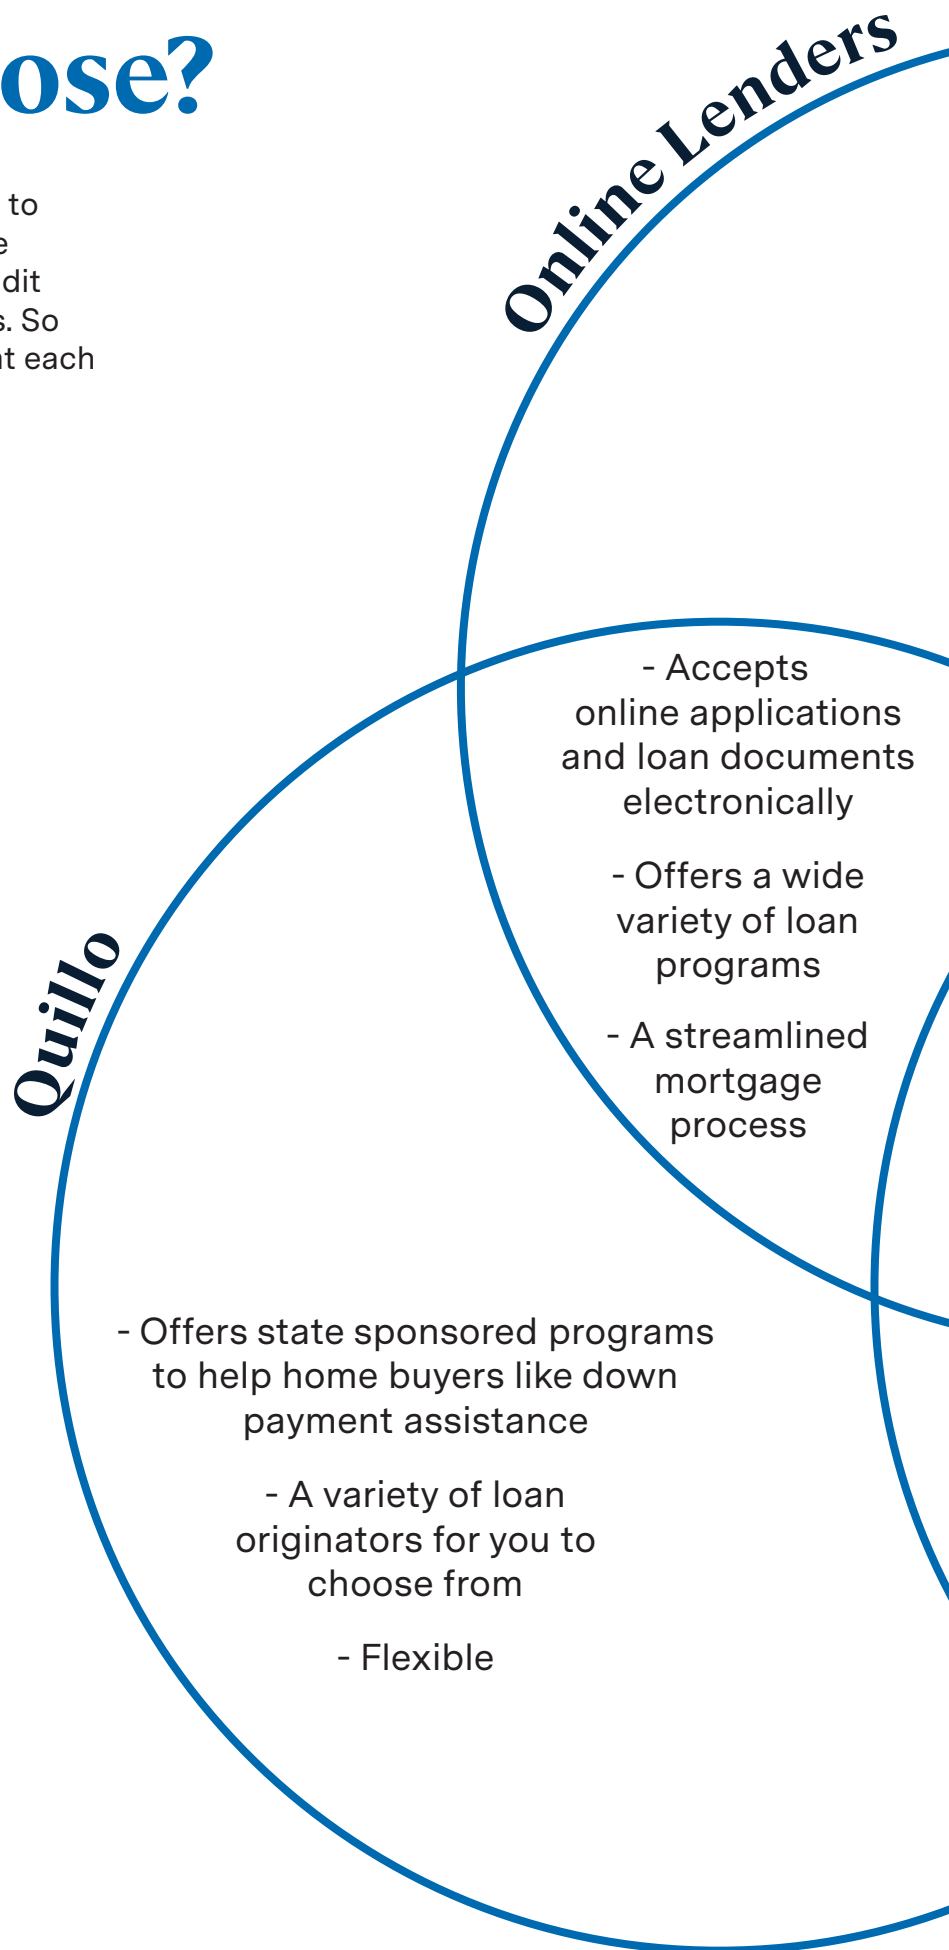 ose?
to
e
dit
s. So
at each
Online Lenders
- Accepts
online applications
and loan documents
electronically
- Offers a wide
variety of loan
programs
- A streamlined
mortgage
process
Quillo
- Offers state sponsored programs
to help home buyers like down
payment assistance
- A variety of loan
originators for you to
choose from
- Flexible